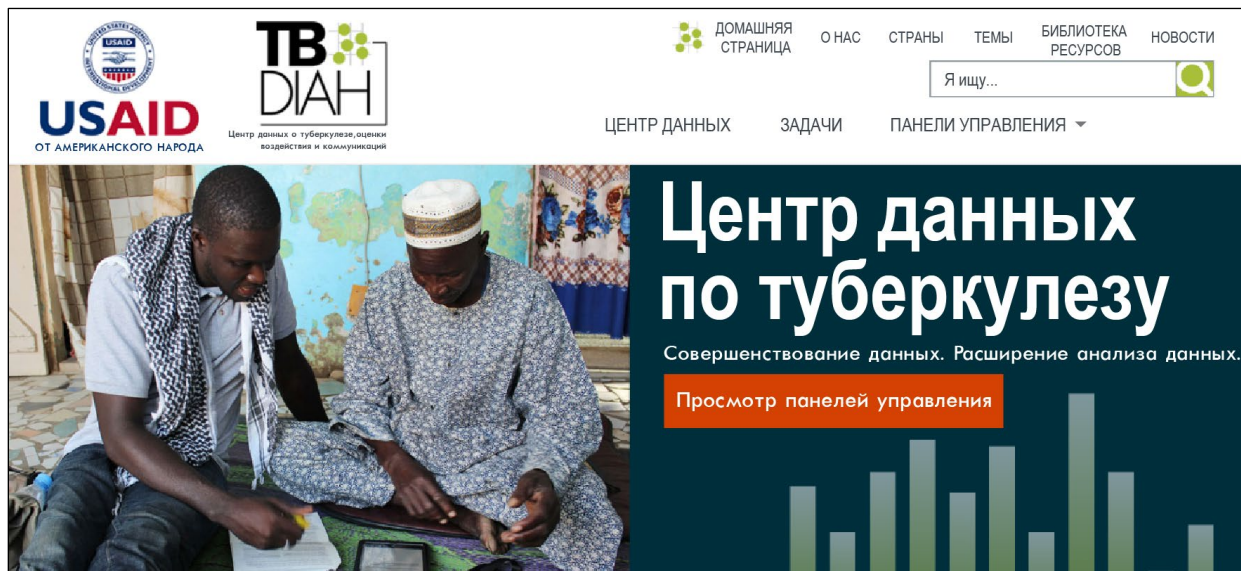 USAID
USAID
ОТ АМЕРИКАНСКОГО НАРОДА
TB
DIAH
Центр данных о туберкулезе,оценки
воздействия и коммуникаций
ДОМАШНЯЯ
СТРАНИЦА
О НАС
СТРАНЫ
ТЕМЫ
БИБЛИОТЕКА
РЕСУРСОВ
НОВОСТИ
Я ищу...
ЦЕНТР ДАННЫХ
ЗАДАЧИ
ПАНЕЛИ УПРАВЛЕНИЯ
Центр данных
по туберкулезу
Совершенствование данных. Расширение анализа данных.
Просмотр панелей управления